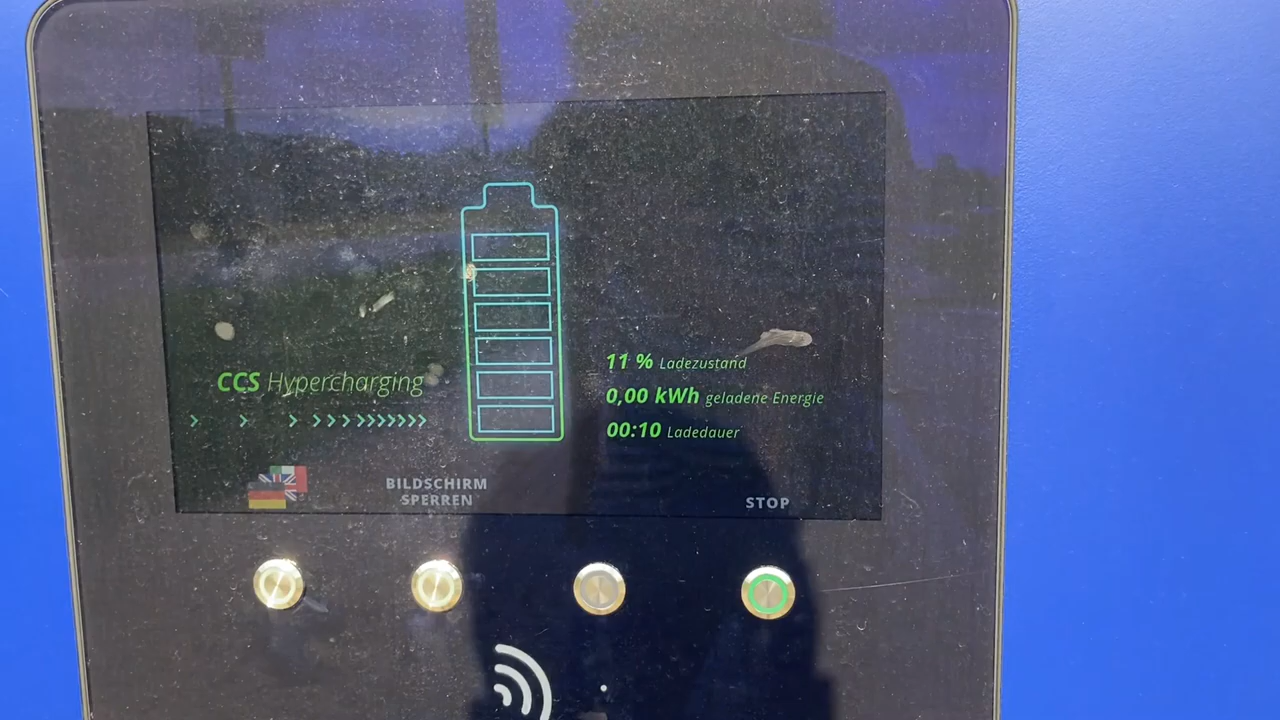 CCS Hypercharging
11 % Ladezustand
0,00 kWh geladene Energie
00:10 Ladedauer
BILDSCHIRM
SPERREN
STOP